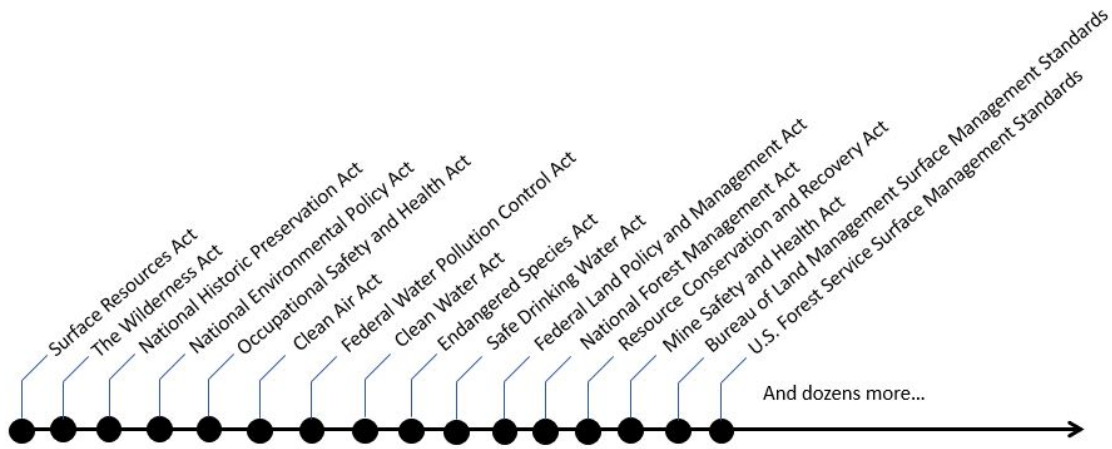 Surface Resources Act
The Wilderness Act
National Historic Preservation Act
National Environmental Policy Act
Occupational Safety and Health Act
Clean Air Act
Federal Water Pollution Control Act
Clean Water Act
Endangered Species Act
Safe Drinking Water Act
Federal Land Policy and Management Act
National Forest Management Act
Resource Conservation and Recovery Act
Mine Safety and Health Act
Bureau of Land Management Surface Management Standards
U.S. Forest Service Surface Management Standards
And dozens more...